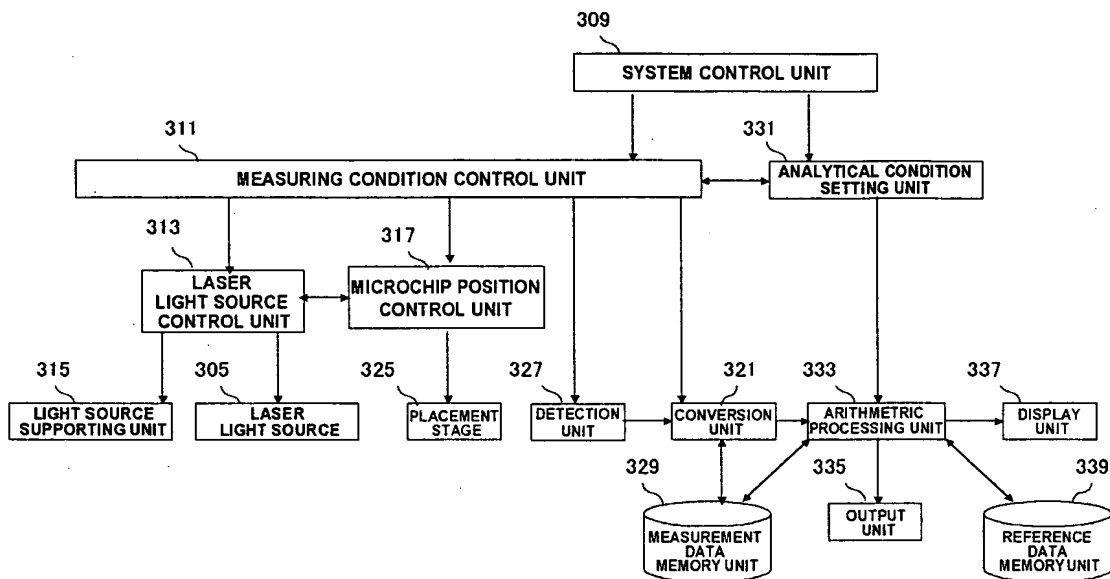 309
SYSTEM CONTROL UNIT
311
MEASURING CONDITION CONTROL UNIT
331
ANALYTICAL CONDITION
SETTING UNIT
313
LASER
LIGHT SOURCE
CONTROL UNIT
317
MICROCHIP POSITION
CONTROL UNIT
315
LIGHT SOURCE
SUPPORTING UNIT
305
LASER
LIGHT SOURCE
325
PLACEMENT
STAGE
327
DETECTION
UNIT
321
CONVERSION
UNIT
333
ARITHMETRIC
PROCESSING UNIT
337
DISPLAY
UNIT
329
MEASUREMENT
DATA
MEMORY UNIT
335
OUTPUT
UNIT
339
REFERENCE
DATA
MEMORY UNIT